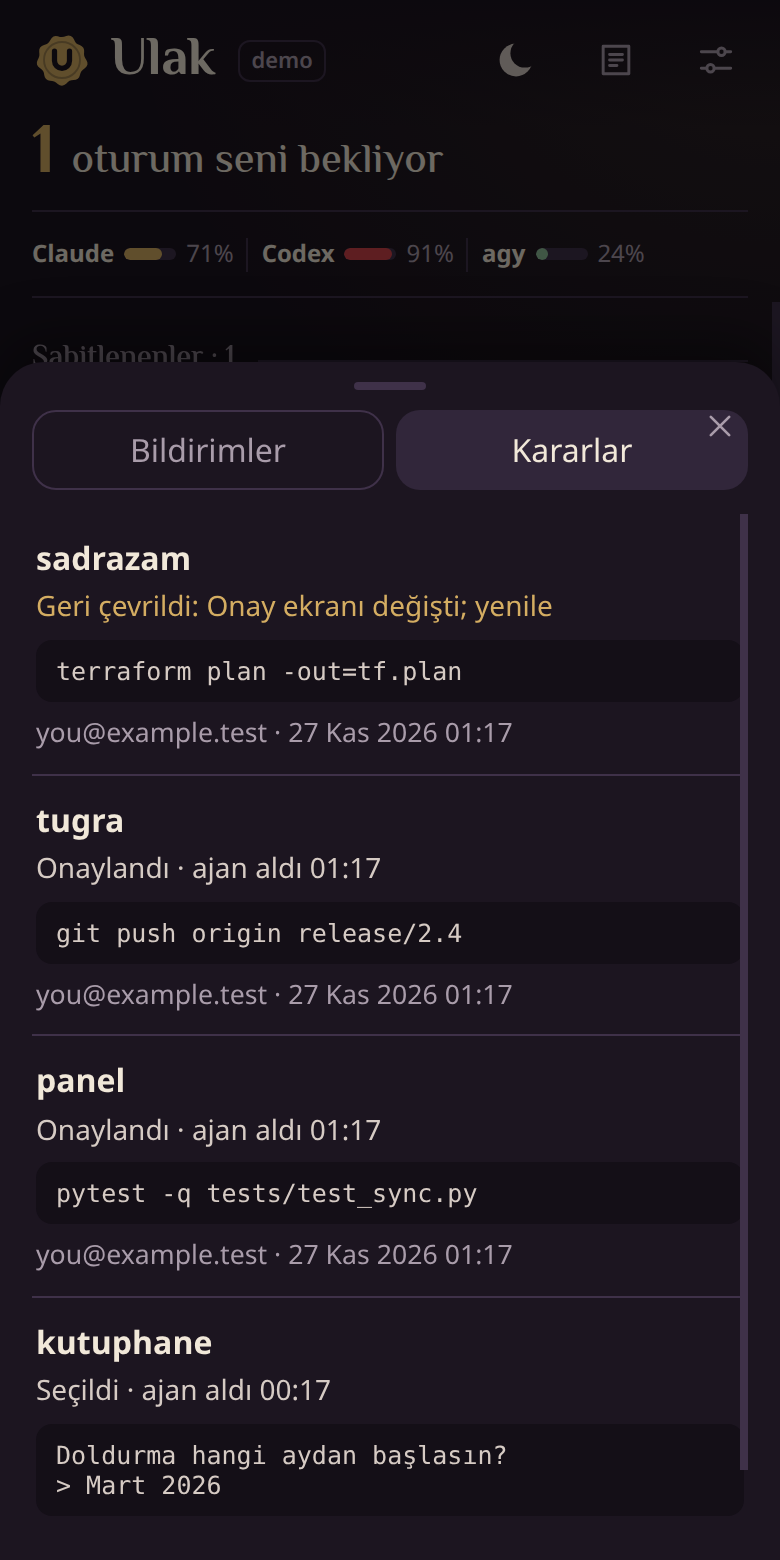 Ulak demo
1 oturum seni bekliyor
Claude 71% Codex 91% agy 24%
Sabitlenenler · 1
Bildirimler Kararlar
sadrazam
Geri çevrildi: Onay ekranı değişti; yenile
terraform plan -out=tf.plan
you@example.test · 27 Kas 2026 01:17
tugra
Onaylandı · ajan aldı 01:17
git push origin release/2.4
you@example.test · 27 Kas 2026 01:17
panel
Onaylandı · ajan aldı 01:17
pytest -q tests/test_sync.py
you@example.test · 27 Kas 2026 01:17
kutuphane
Seçildi · ajan aldı 00:17
Doldurma hangi aydan başlasın?
> Mart 2026